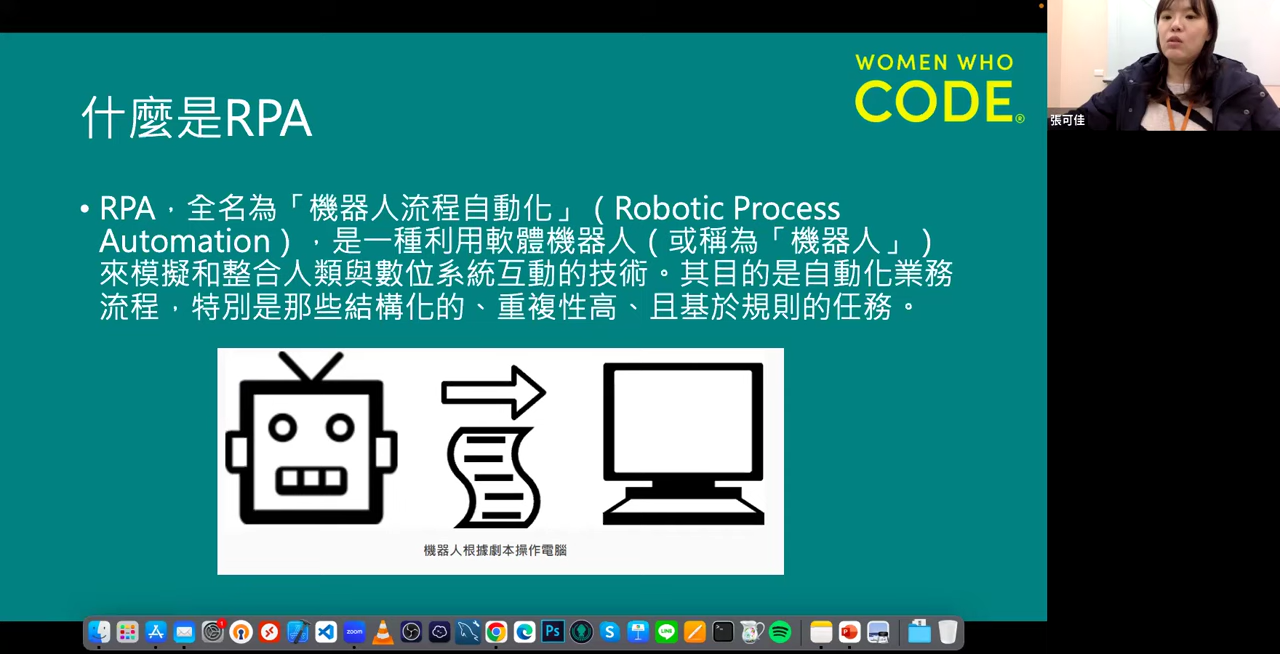 WOMEN WHO
CODE®
張可佳
什麼是RPA
• RPA，全名為「機器人流程自動化」（Robotic Process
Automation），是一種利用軟體機器人（或稱為「機器人」）
來模擬和整合人類與數位系統互動的技術。其目的是自動化業務
流程，特別是那些結構化的、重複性高、且基於規則的任務。
機器人根據劇本操作電腦
1
zoom
Ps
LINE